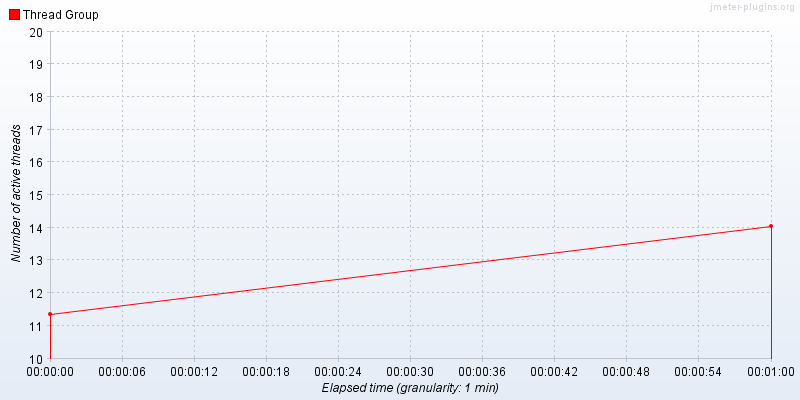 jmeter-plugins.org
Thread Group
20
19
18
17
16
15
14
13
12
11
10
Number of active threads
00:00:00 00:00:06 00:00:12 00:00:18 00:00:24 00:00:30 00:00:36 00:00:42 00:00:48 00:00:54 00:01:00
Elapsed time (granularity: 1 min)